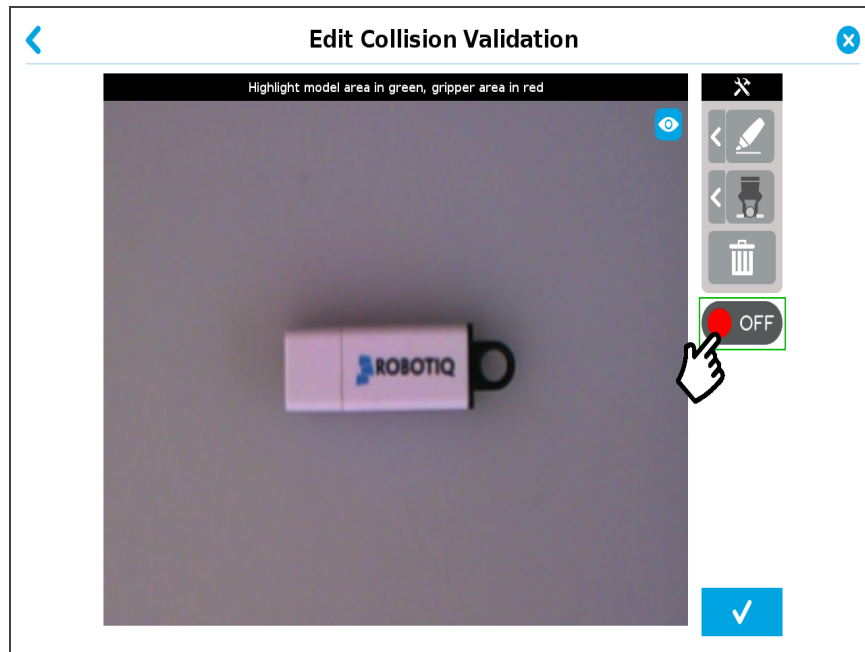 Edit Collision Validation
Highlight model area in green, gripper area in red
OFF
ROBOTIQ